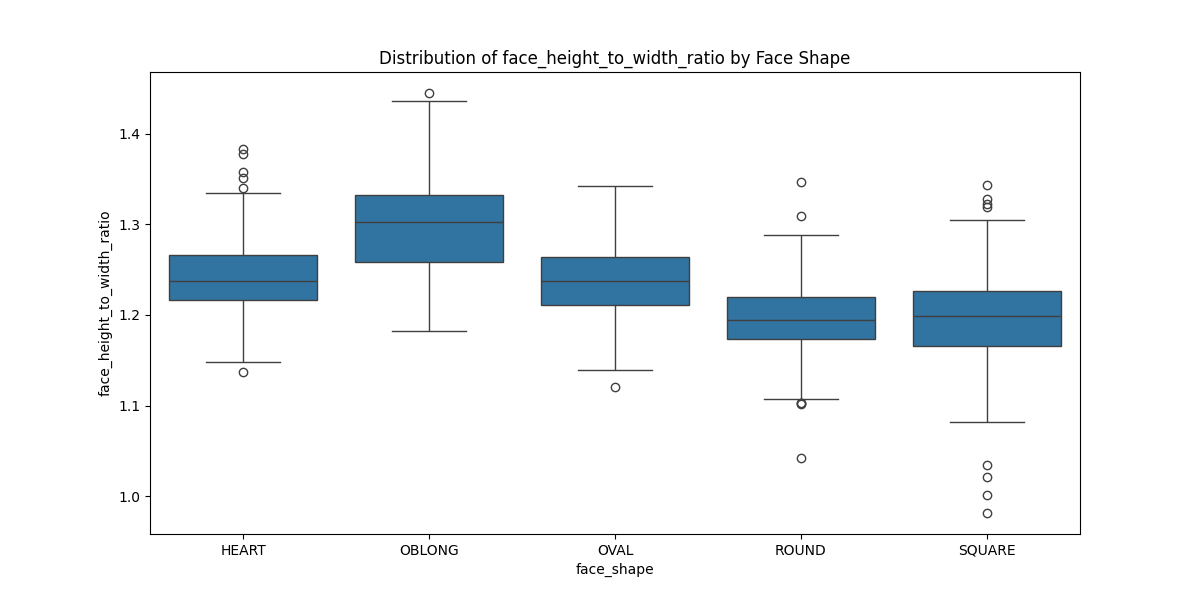 Distribution of face_height_to_width_ratio by Face Shape
face_height_to_width_ratio
1.4
1.3
1.2
1.1
1.0
HEART
OBLONG
OVAL
ROUND
SQUARE
face_shape